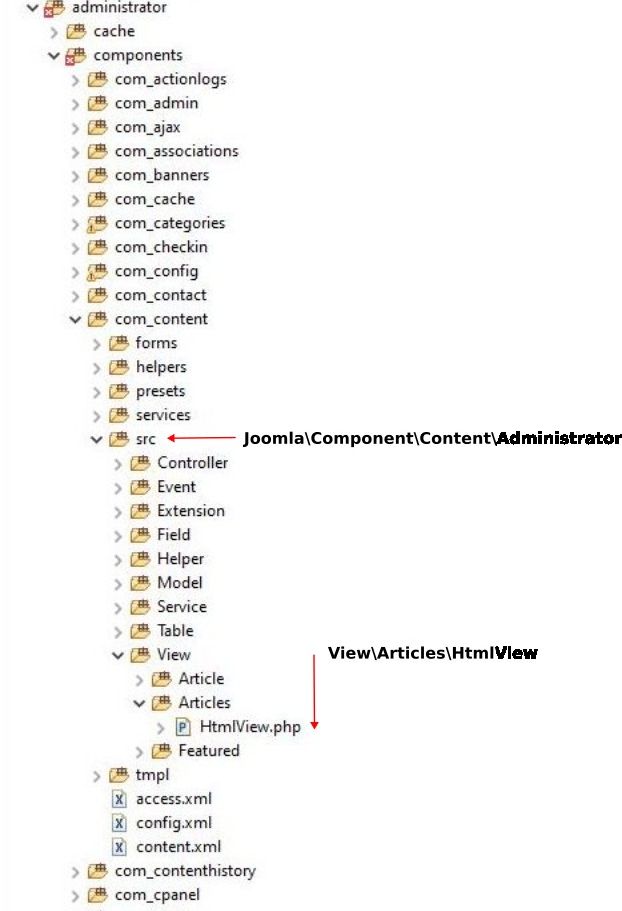 administrator
cache
components
com_actionlogs
com_admin
com_ajax
com_associations
com_banners
com_cache
com_categories
com_checkin
com_config
com_contact
com_content
forms
helpers
presets
services
src Joomla\Component\Content\Administrator
Controller
Event
Extension
Field
Helper
Model
Service
Table
View View\Articles\HtmlView
Article
Articles
HtmlView.php
Featured
tmpl
access.xml
config.xml
content.xml
com_contenthistory
com_cpanel